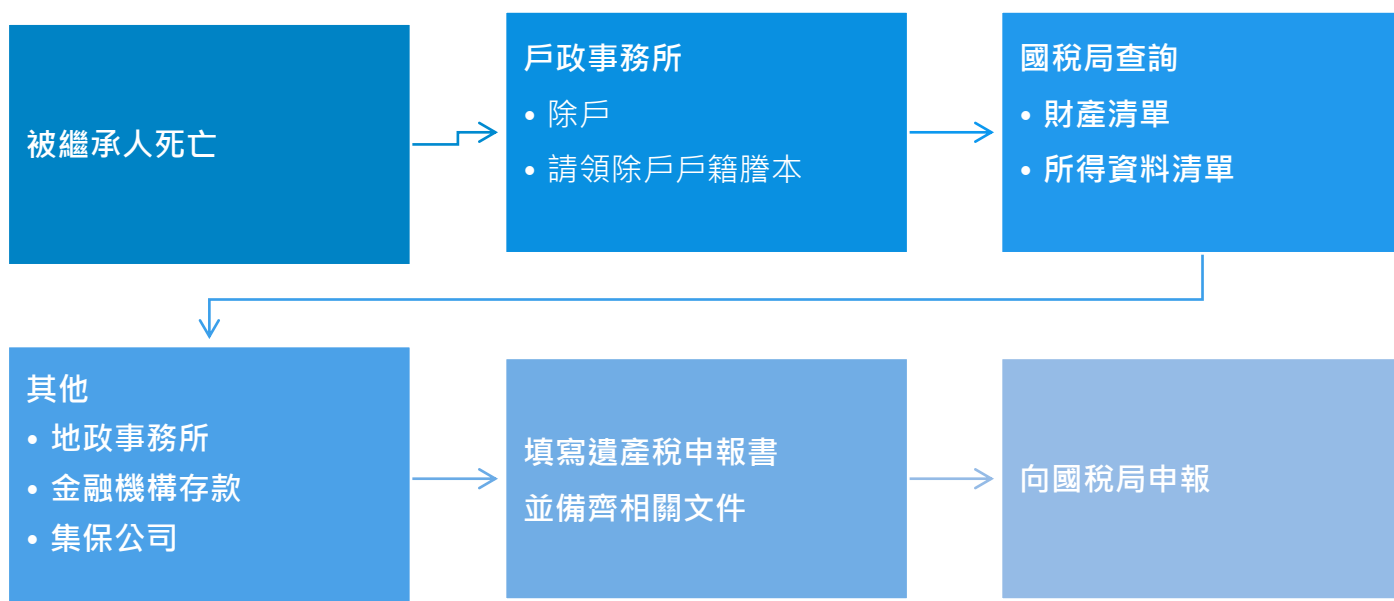 被繼承人死亡
戶政事務所
• 除戶
• 請領除戶戶籍謄本
國稅局查詢
• 財產清單
• 所得資料清單
其他
• 地政事務所
• 金融機構存款
• 集保公司
填寫遺產稅申報書
並備齊相關文件
向國稅局申報